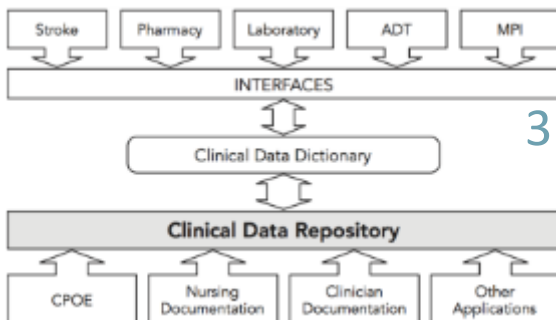 Stroke
Pharmacy
Laboratory
ADT
MPI
INTERFACES
3
Clinical Data Dictionary
Clinical Data Repository
CPOE
Nursing
Documentation
Clinician
Documentation
Other
Applications